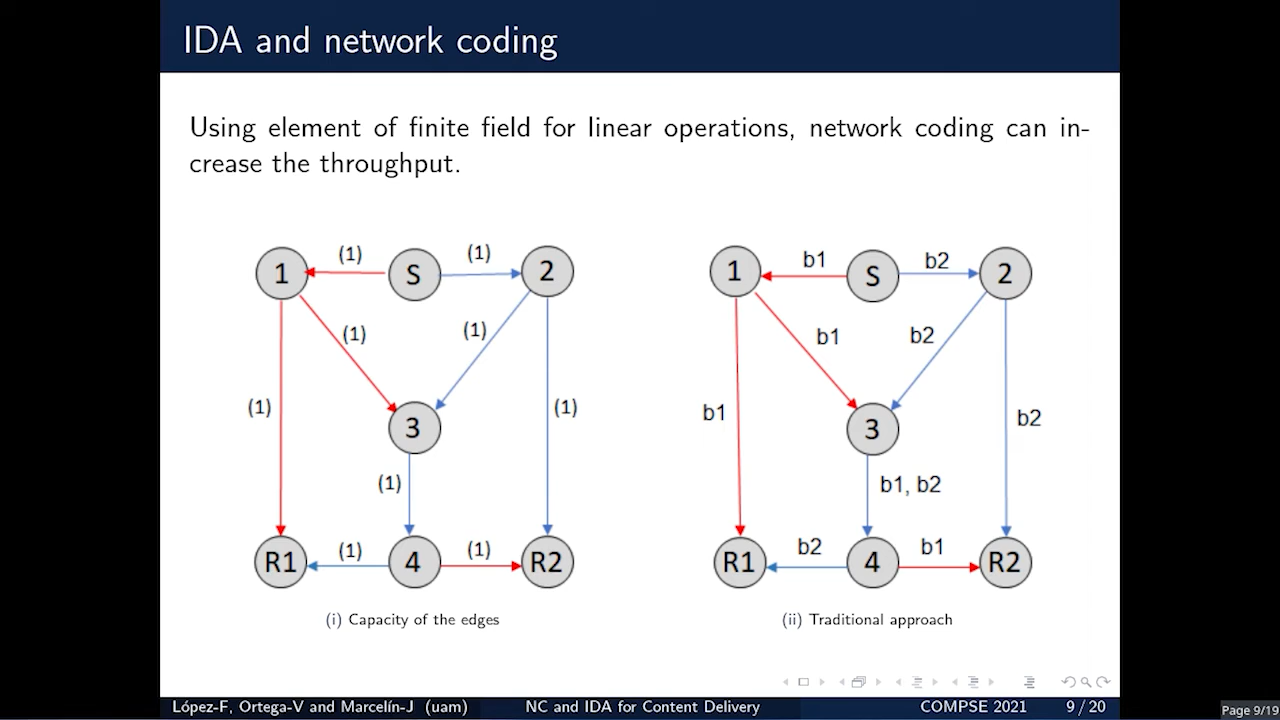 IDA and network coding
Using element of finite field for linear operations, network coding can in-
crease the throughput.
(1) (1)
1 S 2
(1) (1)
(1) (1)
3
(1)
(1) (1)
R1 4 R2
(i) Capacity of the edges
b1 b2
1 S 2
b1 b2
b1 b2
3
b1, b2
b2 b1
R1 4 R2
(ii) Traditional approach
López-F, Ortega-V and Marcelín-J (uam) NC and IDA for Content Delivery COMPSE 2021 9 / 20
Page 9/19